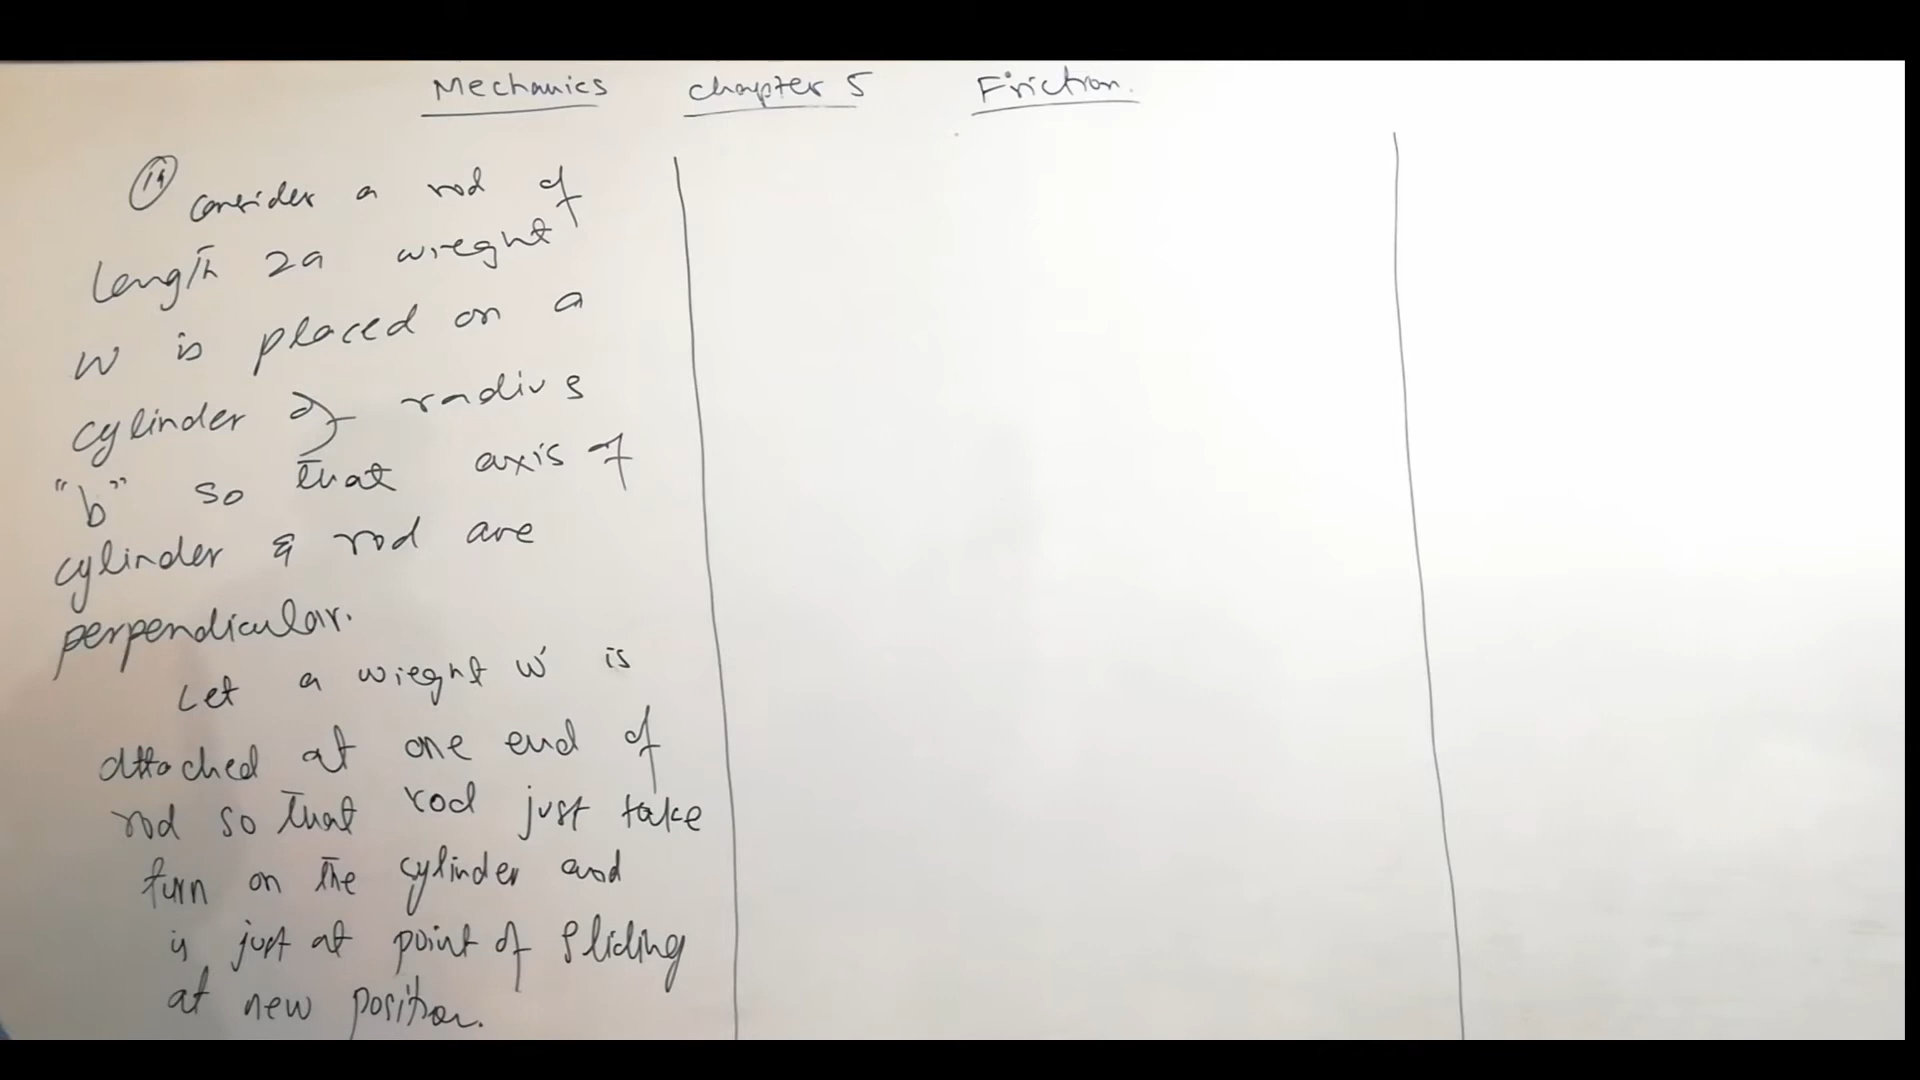 Mechanics chapter 5 Friction.
14 Consider a rod of
length 2a wieght
W is placed on a
cylinder of radius
"b" so that axis of
cylinder & rod are
perpendicular.
Let a wieght w' is
attached at one end of
rod so that rod just take
turn on the cylinder and
is just at point of sliding
at new position.